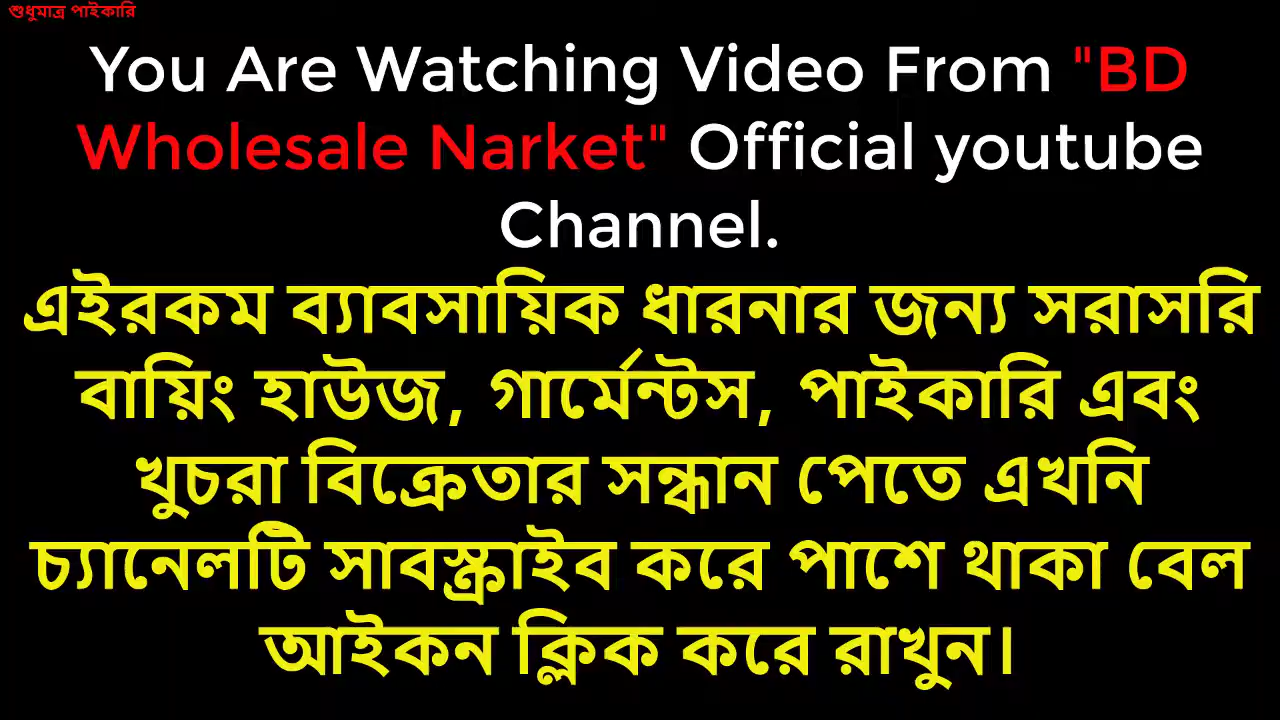 শুধুমাত্র পাইকারি
You Are Watching Video From "BD
Wholesale Narket" Official youtube
Channel.
এইরকম ব্যাবসায়িক ধারনার জন্য সরাসরি
বায়িং হাউজ, গার্মেন্টস, পাইকারি এবং
খুচরা বিক্রেতার সন্ধান পেতে এখনি
চ্যানেলটি সাবস্ক্রাইব করে পাশে থাকা বেল
আইকন ক্লিক করে রাখুন।